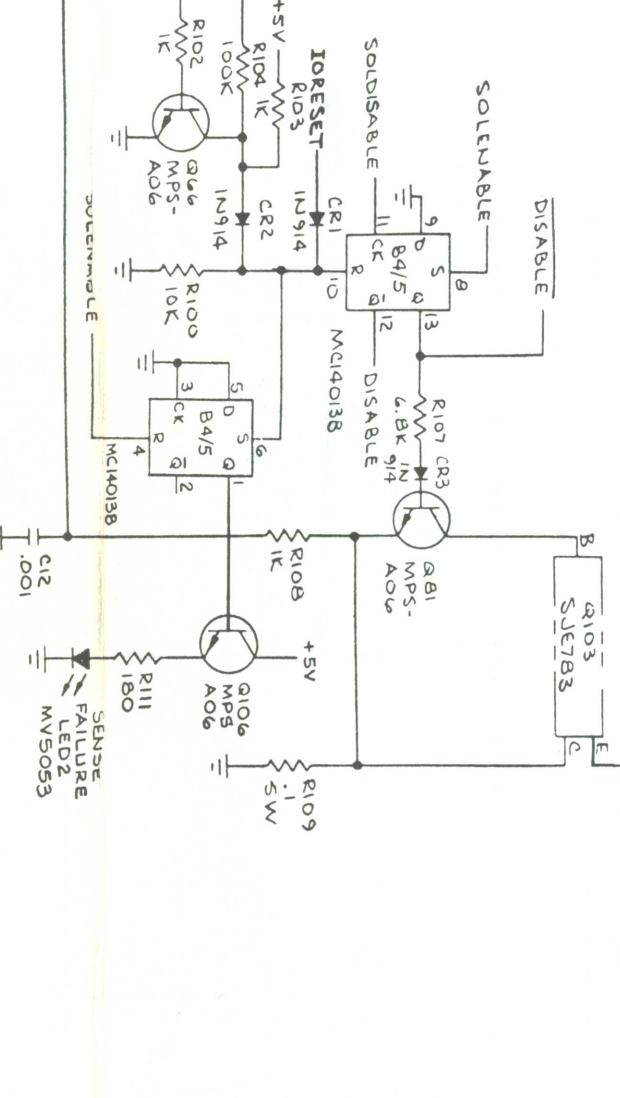 DISABLE
SOLENABLE
8
S
9
D
B4/5
Q
13
11
CK
Q̅
12
R
10
MC14013B
SOLDISABLE
DISABLE
IORESET
CR1
1N914
R107
6.8K
CR3
1N
914
Q81
MPS-
A06
B
Q103
SJE783
E
C
+5V
R103
1K
R104
100K
CR2
1N914
R102
1K
Q66
MPS-
A06
R100
10K
6
S
5
D
B4/5
Q
1
3
CK
Q̅
2
R
4
MC14013B
SOLENABLE
R108
1K
+5V
Q106
MPS
A06
R109
.1
5W
R111
180
C12
.001
SENSE
FAILURE
LED2
MV5053